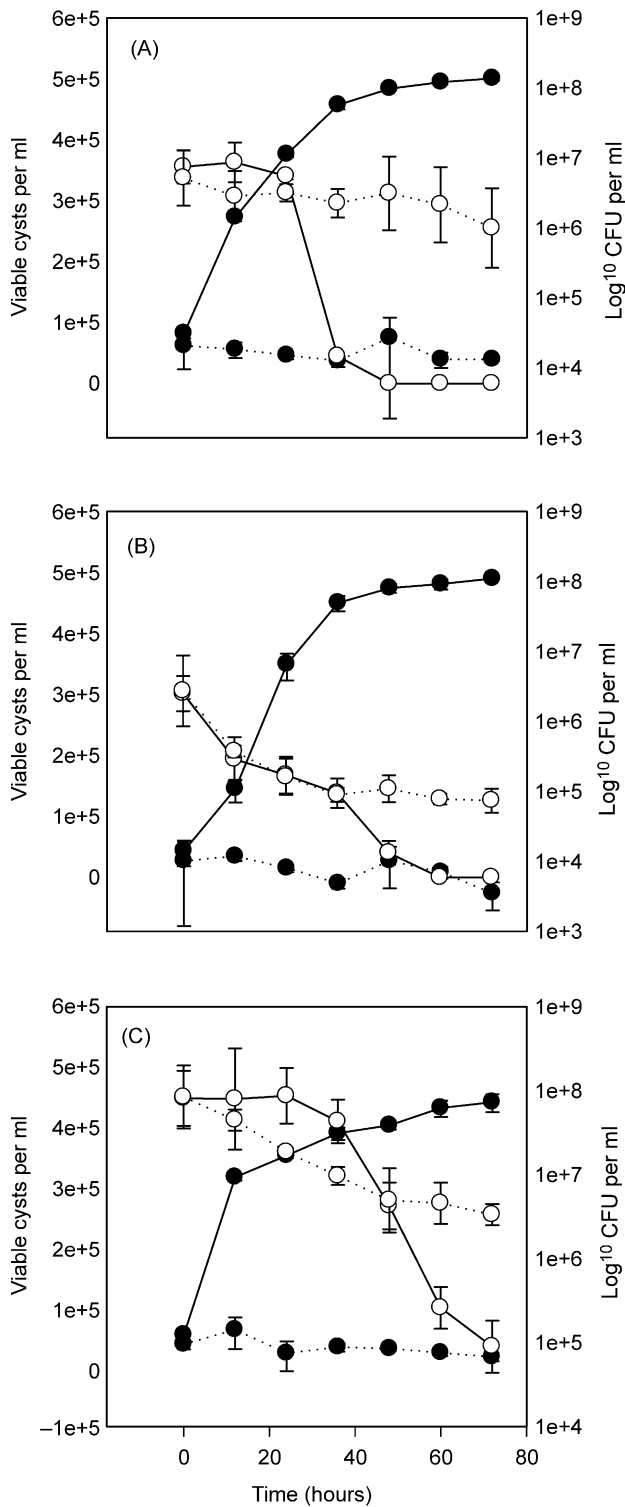 (A)
6e+5
5e+5
4e+5
3e+5
2e+5
1e+5
0
Viable cysts per ml
1e+9
1e+8
1e+7
1e+6
1e+5
1e+4
1e+3
Log10 CFU per ml
(B)
6e+5
5e+5
4e+5
3e+5
2e+5
1e+5
0
Viable cysts per ml
1e+9
1e+8
1e+7
1e+6
1e+5
1e+4
1e+3
Log10 CFU per ml
(C)
6e+5
5e+5
4e+5
3e+5
2e+5
1e+5
0
–1e+5
Viable cysts per ml
1e+9
1e+8
1e+7
1e+6
1e+5
1e+4
Log10 CFU per ml
0 20 40 60 80
Time (hours)